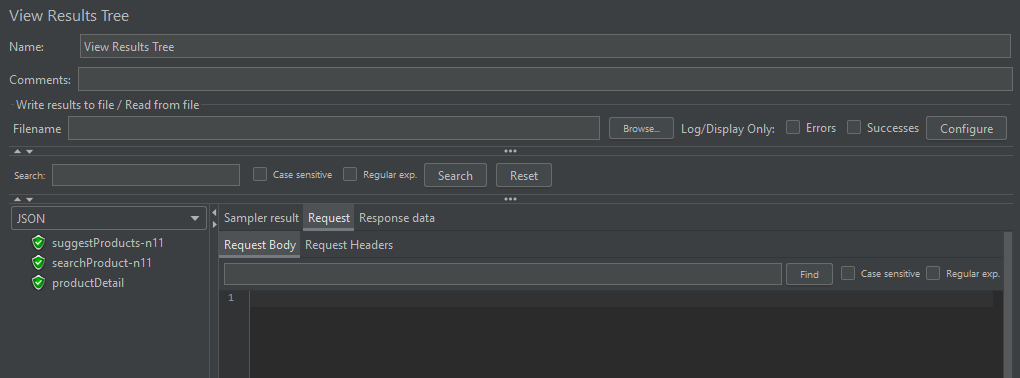 View Results Tree
Name: View Results Tree
Comments:
Write results to file / Read from file
Filename Browse... Log/Display Only: Errors Successes Configure
Search: Case sensitive Regular exp. Search Reset
JSON Sampler result Request Response data
suggestProducts-n11 Request Body Request Headers
searchProduct-n11
Find Case sensitive Regular exp.
productDetail
1